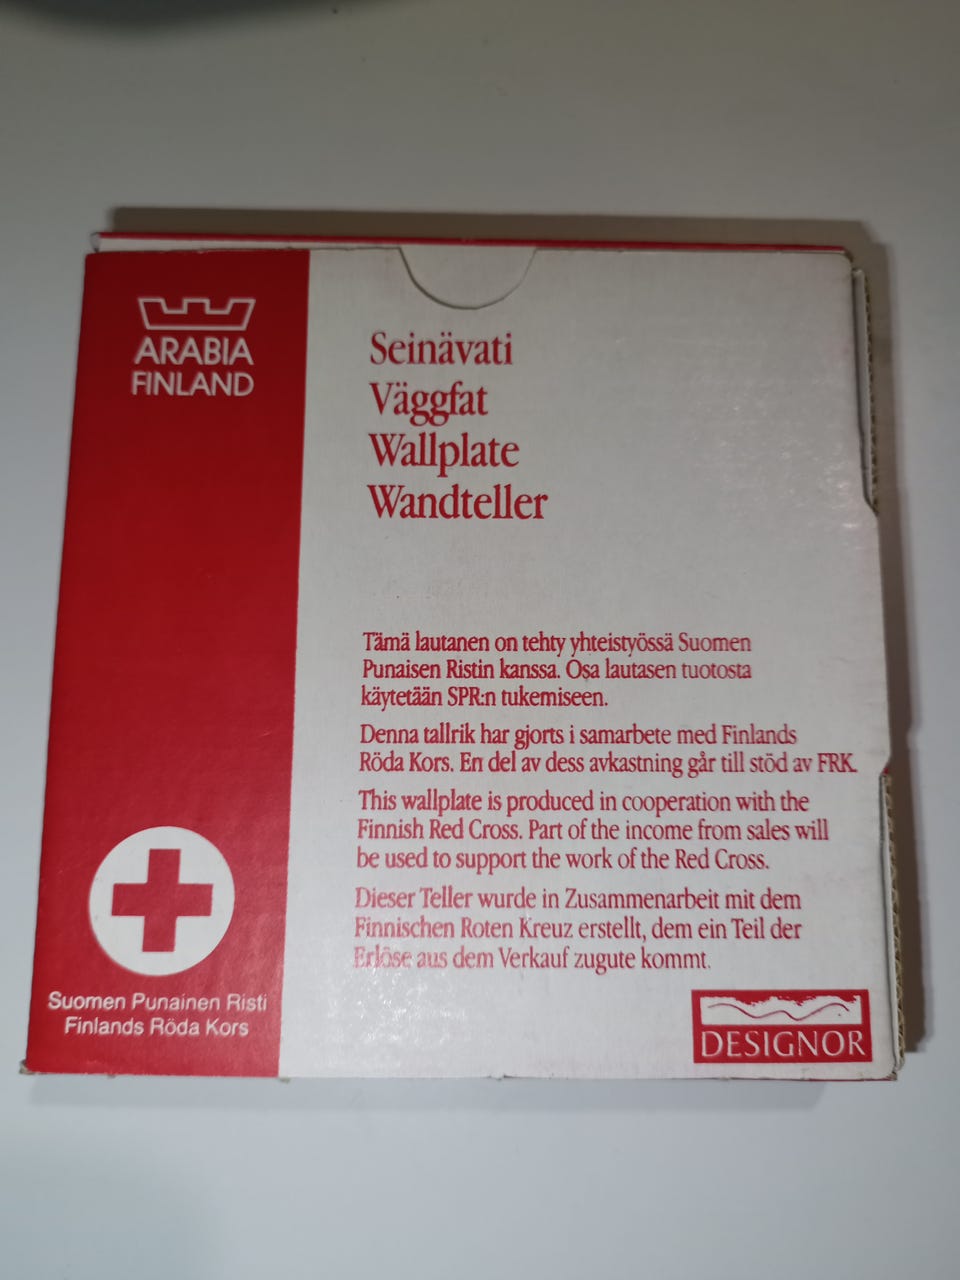 ARABIA
FINLAND
Seinävati
Väggfat
Wallplate
Wandteller
Tämä lautanen on tehty yhteistyössä Suomen
Punaisen Ristin kanssa. Osa lautasen tuotosta
käytetään SPR:n tukemiseen.
Denna tallrik har gjorts i samarbete med Finlands
Röda Kors. En del av dess avkastning går till stöd av FRK.
This wallplate is produced in cooperation with the
Finnish Red Cross. Part of the income from sales will
be used to support the work of the Red Cross.
Dieser Teller wurde in Zusammenarbeit mit dem
Finnischen Roten Kreuz erstellt, dem ein Teil der
Erlöse aus dem Verkauf zugute kommt.
Suomen Punainen Risti
Finlands Röda Kors
DESIGNOR